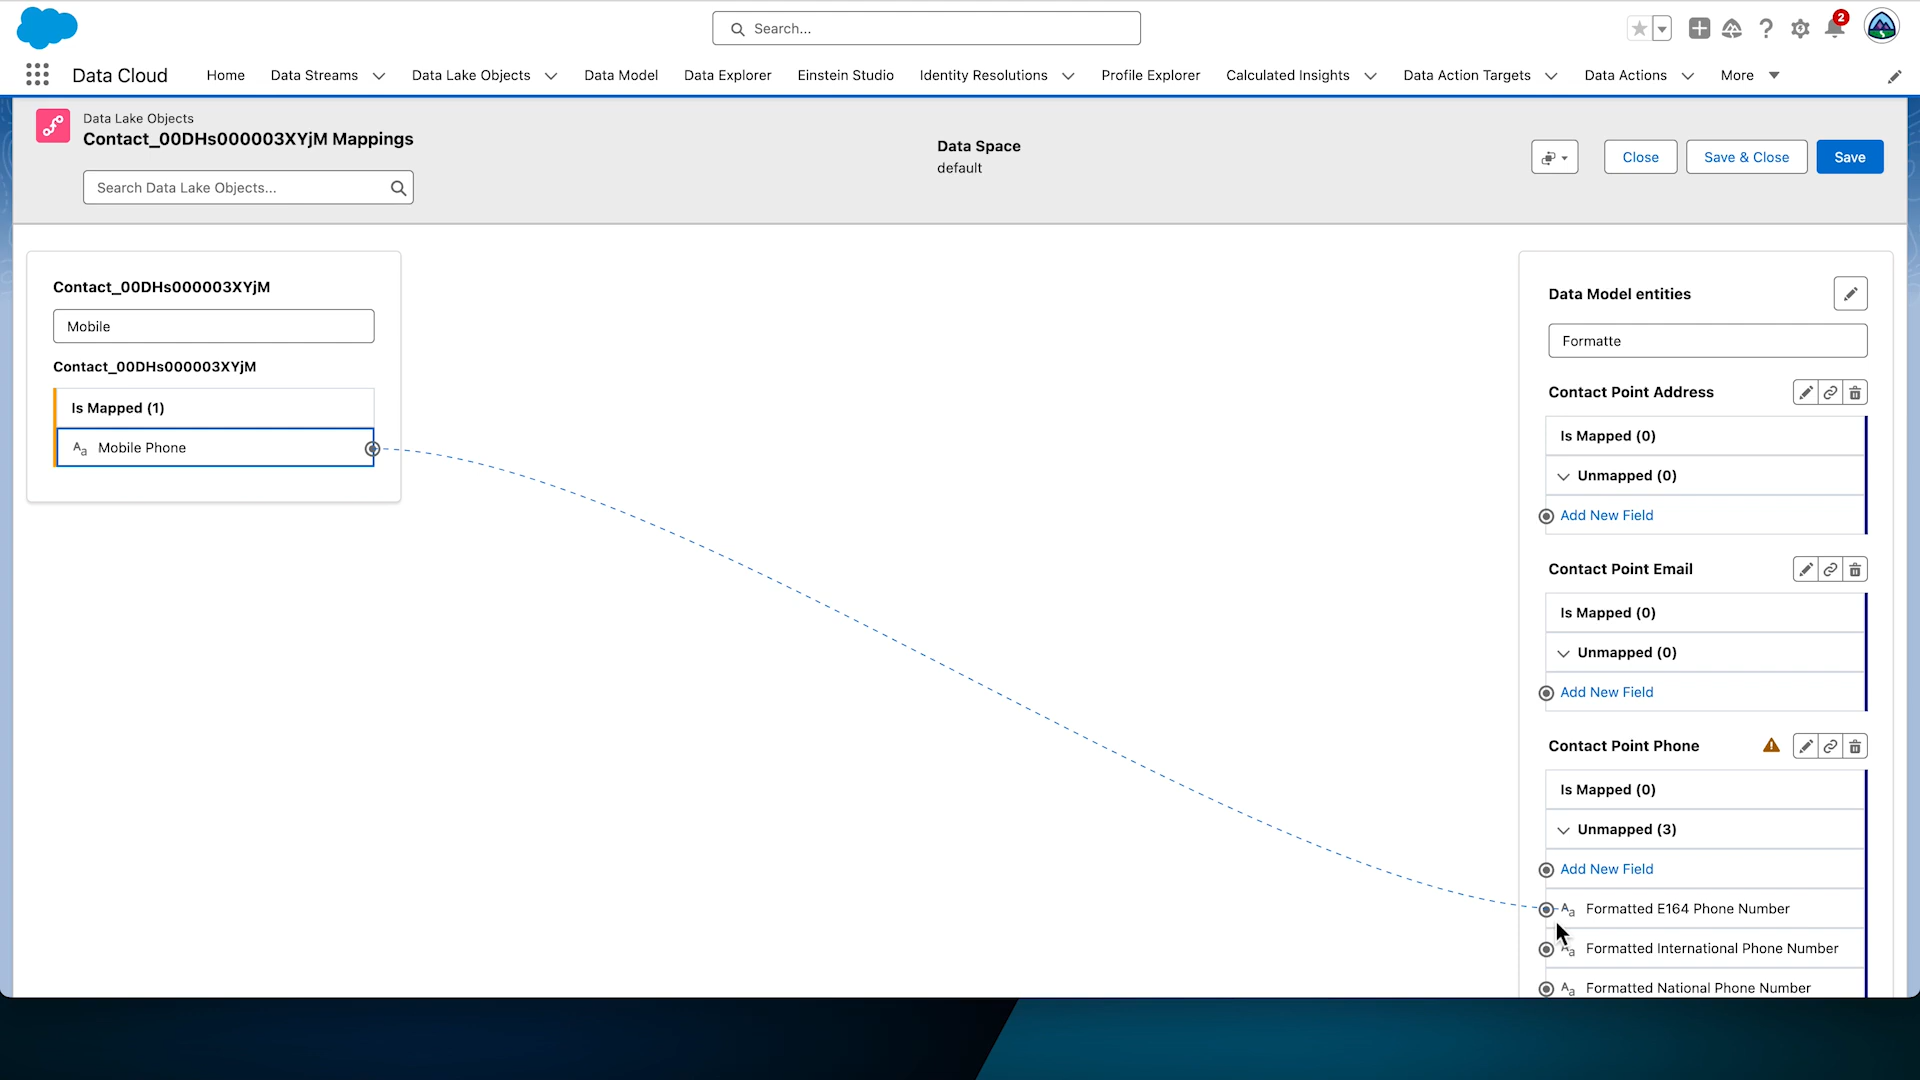 Search...
2
Data Cloud
Home
Data Streams
Data Lake Objects
Data Model
Data Explorer
Einstein Studio
Identity Resolutions
Profile Explorer
Calculated Insights
Data Action Targets
Data Actions
More
Data Lake Objects
Contact_00DHs000003XYjM Mappings
Search Data Lake Objects...
Data Space
default
Close
Save & Close
Save
Contact_00DHs000003XYjM
Mobile
Contact_00DHs000003XYjM
Is Mapped (1)
Aa Mobile Phone
Data Model entities
Formatte
Contact Point Address
Is Mapped (0)
Unmapped (0)
Add New Field
Contact Point Email
Is Mapped (0)
Unmapped (0)
Add New Field
Contact Point Phone
Is Mapped (0)
Unmapped (3)
Add New Field
Aa Formatted E164 Phone Number
Aa Formatted International Phone Number
Aa Formatted National Phone Number